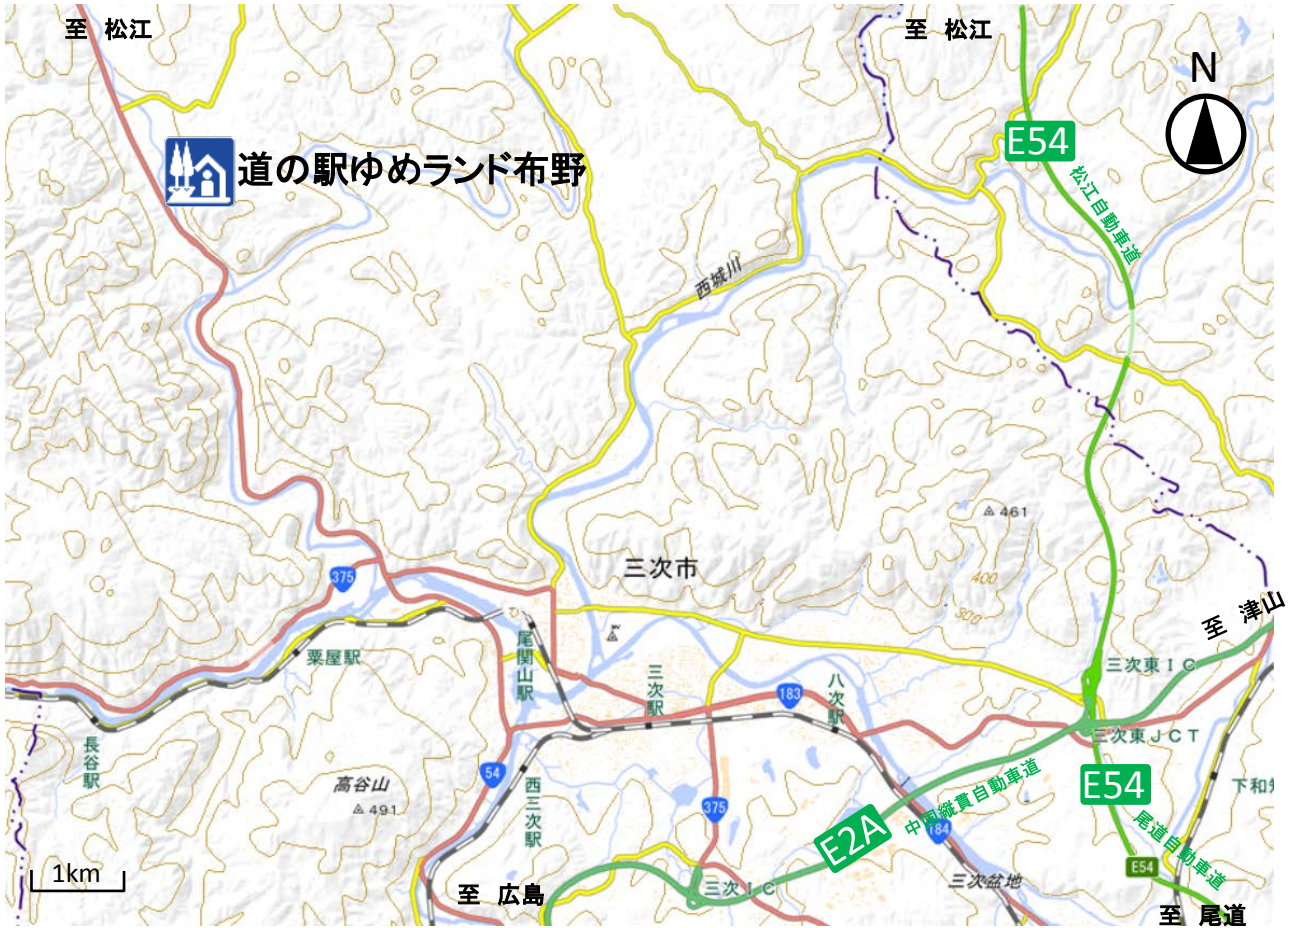 至 松江
至 松江
N
E54
松江自動車道
道の駅ゆめランド布野
西城川
461
三次市
400
300
375
至 津山
粟屋駅
尾関山駅
三次駅
八次駅
183
三次東IC
三次東JCT
長谷駅
高谷山
491
54
西三次駅
375
E2A
中国縦貫自動車道
184
E54
尾道自動車道
下和知
E54
1km
至 広島
三次IC
三次盆地
至 尾道